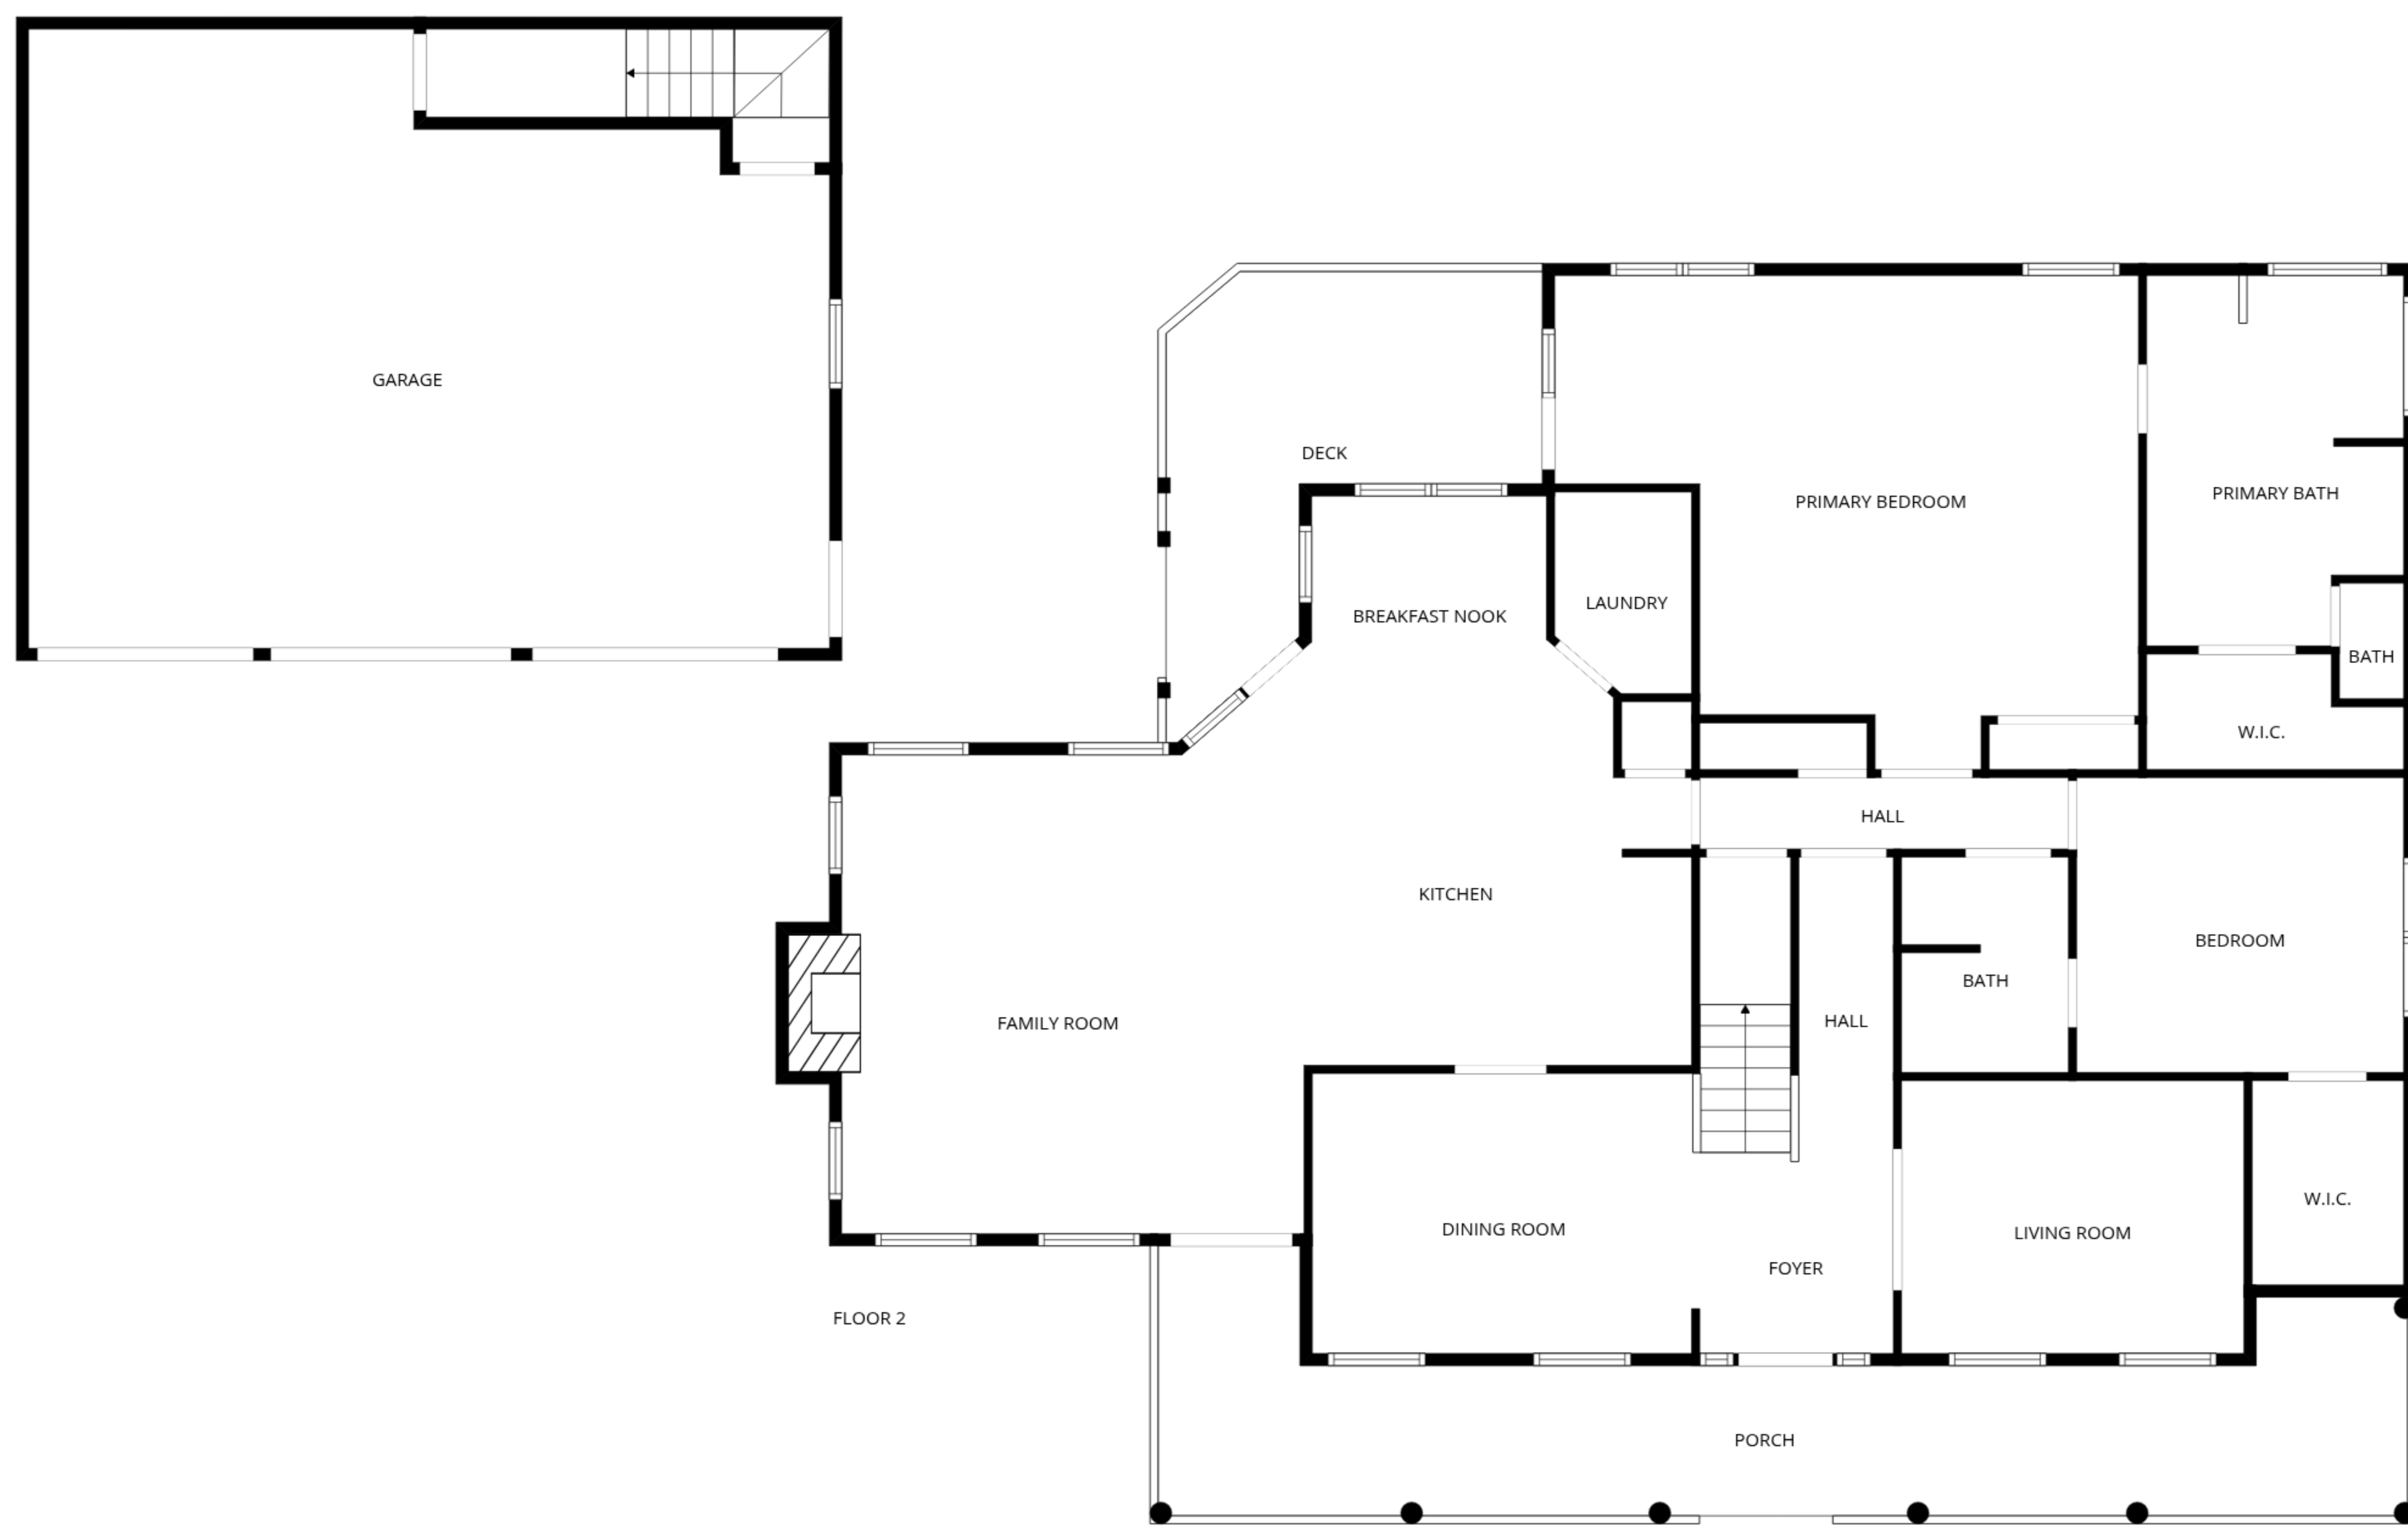 GARAGE
DECK
PRIMARY BEDROOM
PRIMARY BATH
BREAKFAST NOOK
LAUNDRY
BATH
W.I.C.
HALL
KITCHEN
BEDROOM
BATH
FAMILY ROOM
HALL
W.I.C.
DINING ROOM
LIVING ROOM
FOYER
FLOOR 2
PORCH